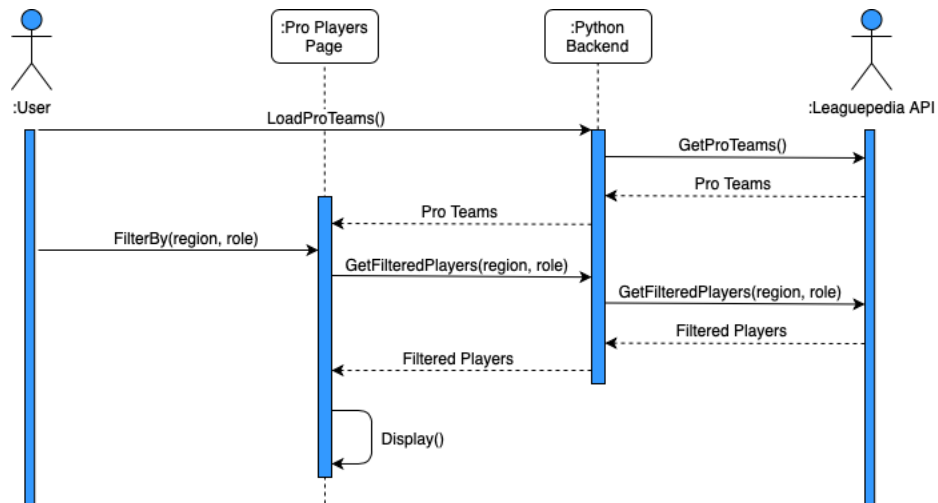 :Pro Players
Page
:Python
Backend
:User
:Leaguepedia API
LoadProTeams()
GetProTeams()
Pro Teams
Pro Teams
FilterBy(region, role)
GetFilteredPlayers(region, role)
GetFilteredPlayers(region, role)
Filtered Players
Filtered Players
Display()